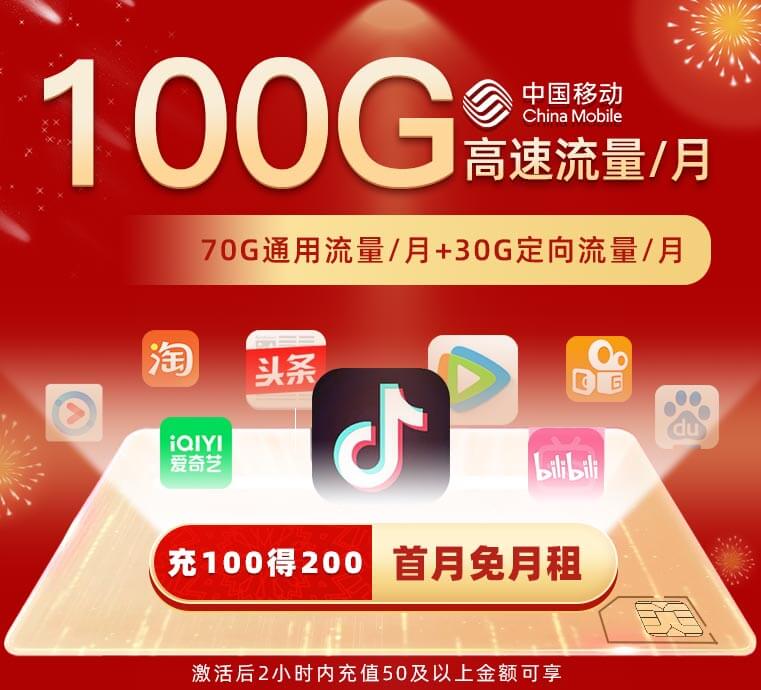 100G
中国移动
China Mobile
高速流量/月
70G通用流量/月+30G定向流量/月
淘
头条
iQIYI
爱奇艺
du
bilibili
充100得200
首月免月租
激活后2小时内充值50及以上金额可享